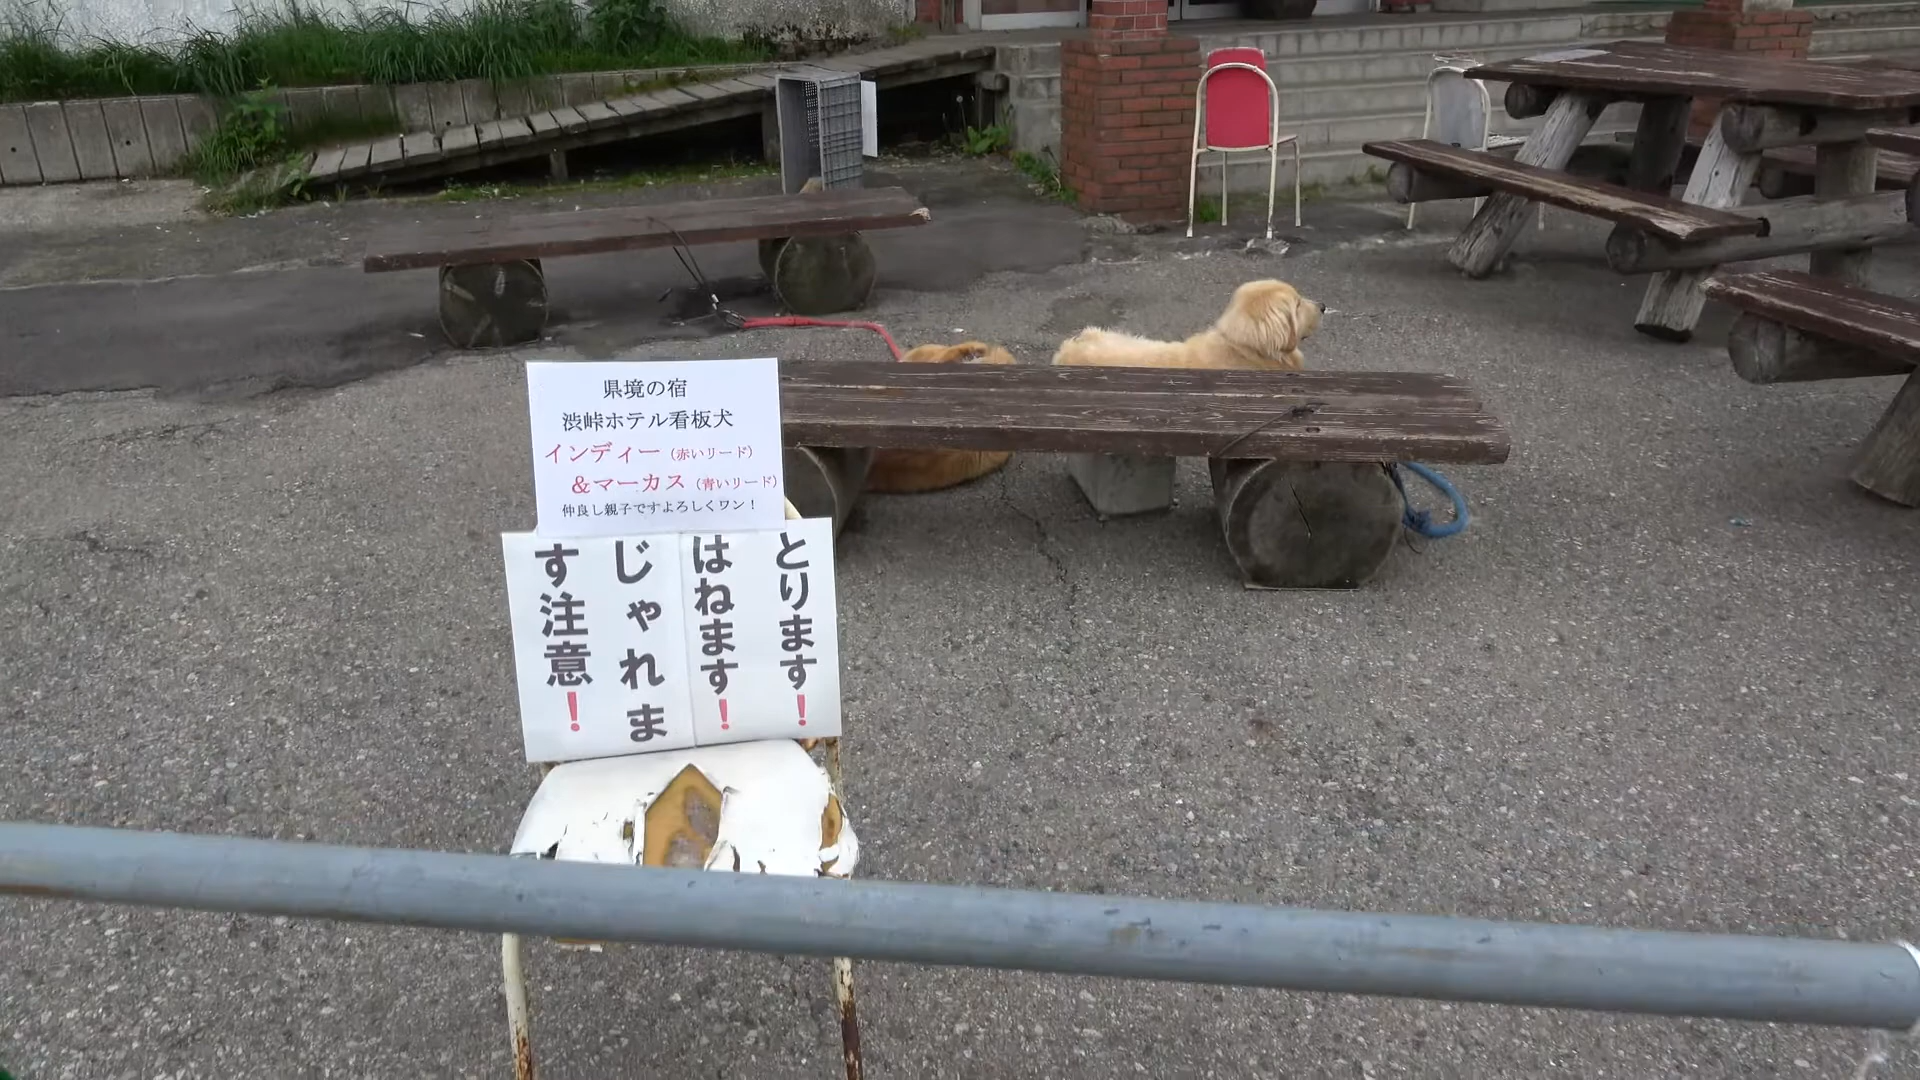 県境の宿
渋峠ホテル看板犬
インディー（赤いリード）
＆マーカス（青いリード）
仲良し親子ですよろしくワン！
とります！
はねます！
じゃれま
す注意！